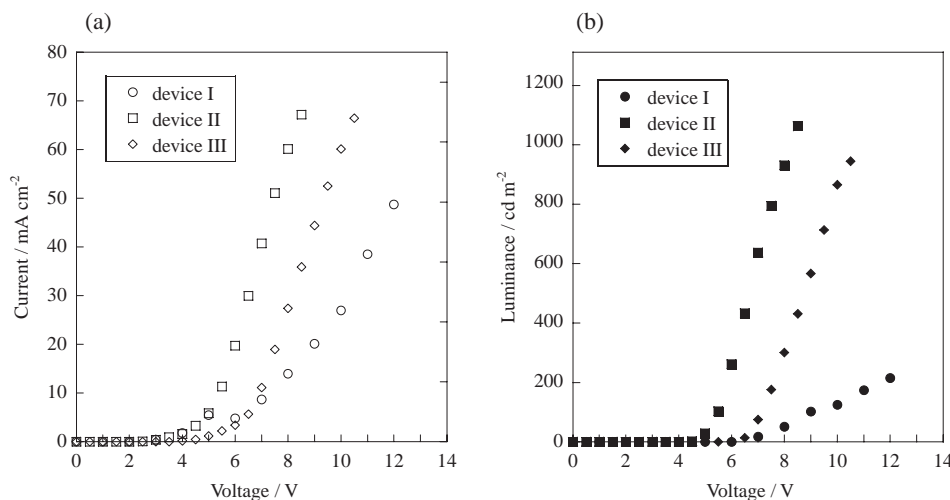 (a)
80
70
60
50
40
30
20
10
0
Current / mA cm-2
device I
device II
device III
0 2 4 6 8 10 12 14
Voltage / V
(b)
1200
1000
800
600
400
200
0
Luminance / cd m-2
device I
device II
device III
0 2 4 6 8 10 12 14
Voltage / V